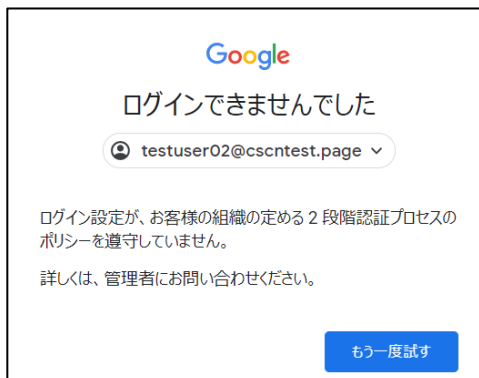 Google
ログインできませんでした
testuser02@cscntest.page
ログイン設定が、お客様の組織の定める 2 段階認証プロセスの
ポリシーを遵守していません。
詳しくは、管理者にお問い合わせください。
もう一度試す